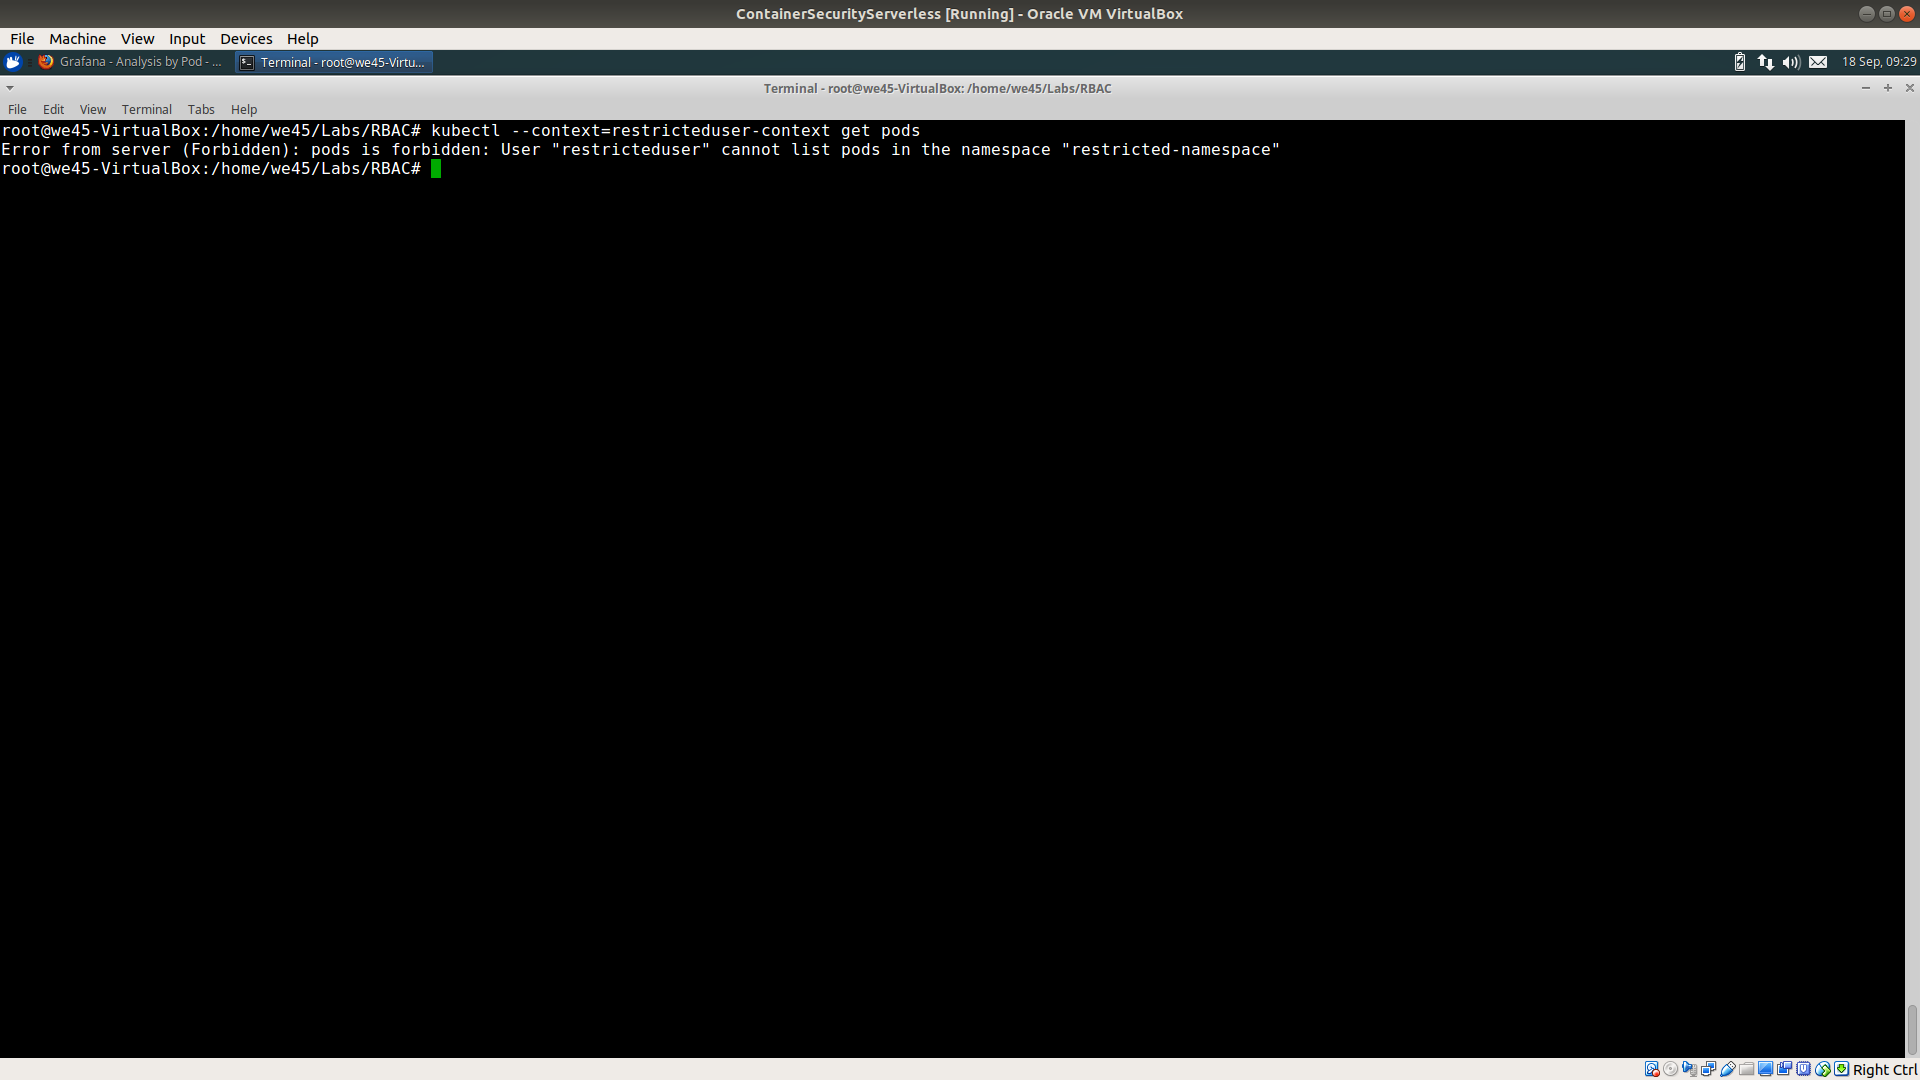 ContainerSecurityServerless [Running] - Oracle VM VirtualBox
File Machine View Input Devices Help
Grafana - Analysis by Pod - ... Terminal - root@we45-Virtu... 18 Sep, 09:29
Terminal - root@we45-VirtualBox: /home/we45/Labs/RBAC
File Edit View Terminal Tabs Help
root@we45-VirtualBox:/home/we45/Labs/RBAC# kubectl --context=restricteduser-context get pods
Error from server (Forbidden): pods is forbidden: User "restricteduser" cannot list pods in the namespace "restricted-namespace"
root@we45-VirtualBox:/home/we45/Labs/RBAC#
Right Ctrl